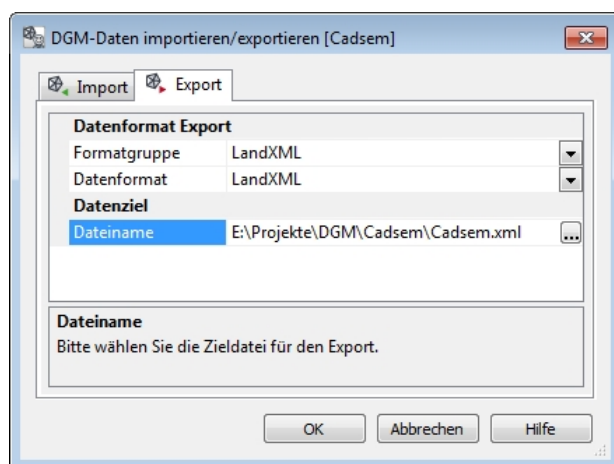 DGM-Daten importieren/exportieren [Cadsem]
Import Export
Datenformat Export
Formatgruppe LandXML
Datenformat LandXML
Datenziel
Dateiname E:\Projekte\DGM\Cadsem\Cadsem.xml ...
Dateiname
Bitte wählen Sie die Zieldatei für den Export.
OK Abbrechen Hilfe